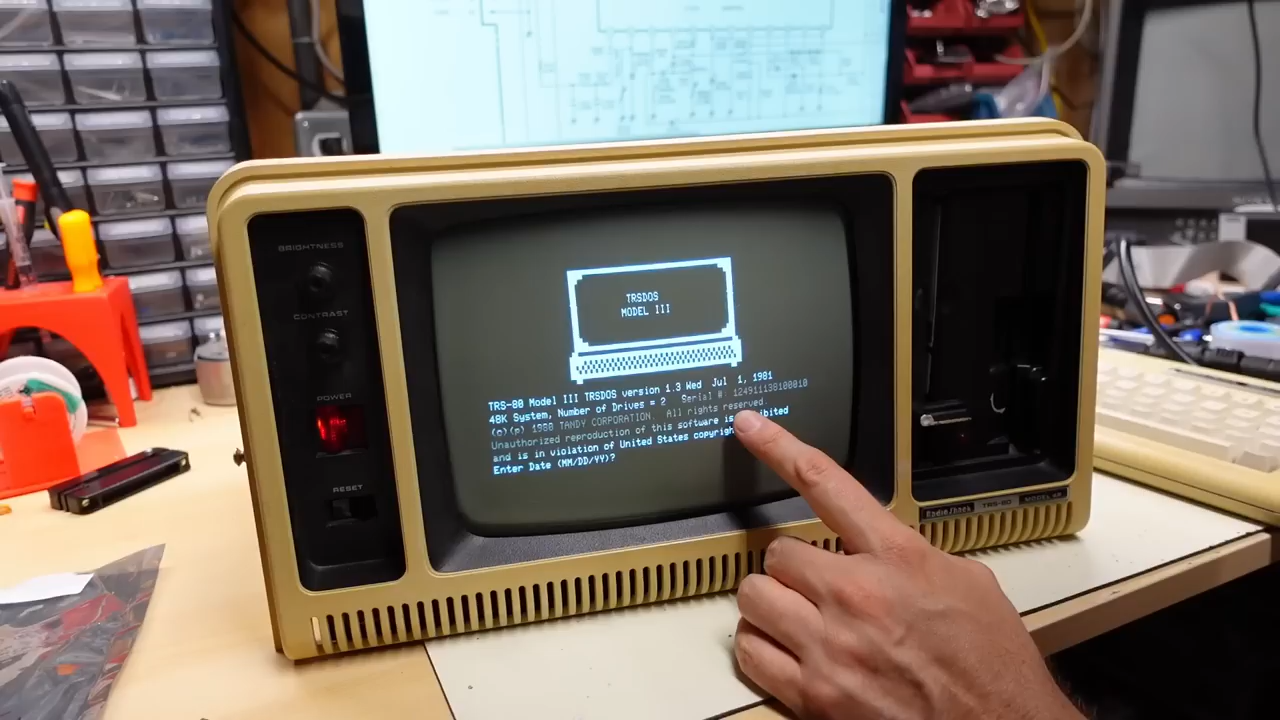 BRIGHTNESS
CONTRAST
POWER
RESET
TRSDOS
MODEL III
TRS-80 Model III TRSDOS version 1.3 Wed Jul 1, 1981
48K System, Number of Drives = 2 Serial #: 124911138100010
(c)(p) 1980 TANDY CORPORATION. All rights reserved.
Unauthorized reproduction of this software is
and is in violation of United States
Enter Date (MM/DD/YY)?
Radio Shack TRS-80 MODEL 4P